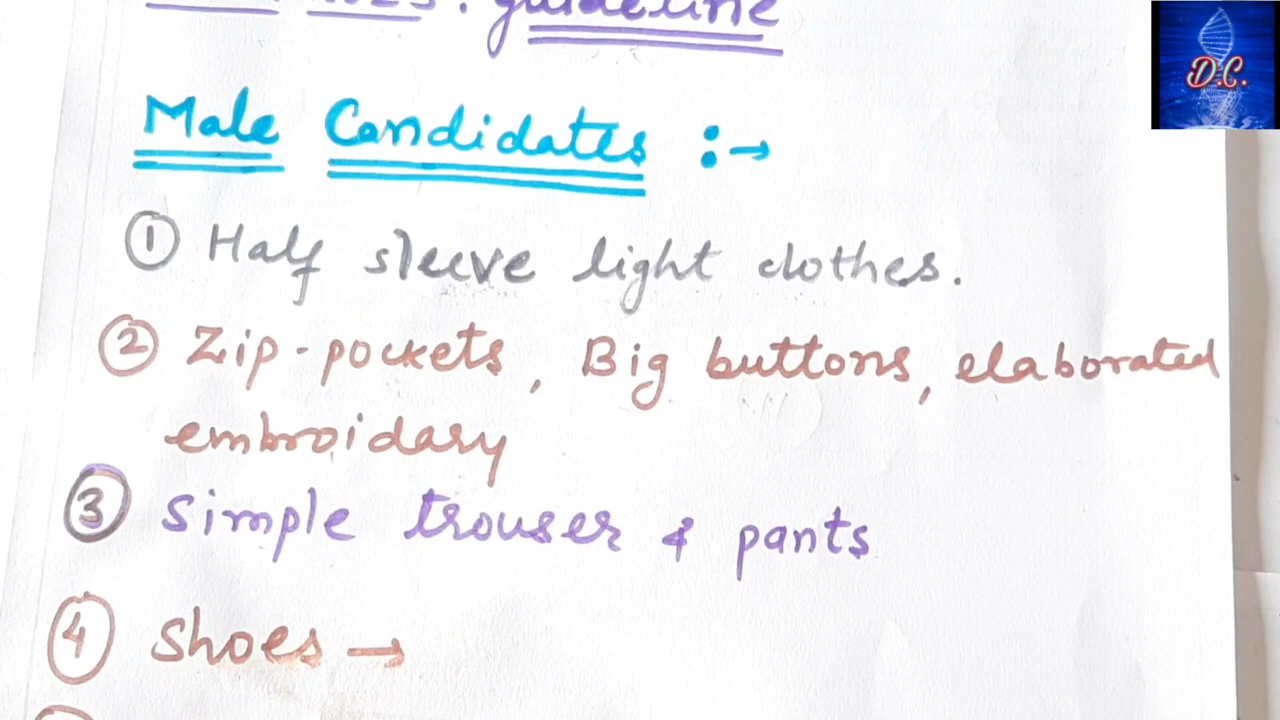 guideline
Male Candidates :→
① Half sleeve light clothes.
② Zip-pockets, Big buttons, elaborated
embroidary
③ Simple trouser & pants
④ Shoes →
D.C.